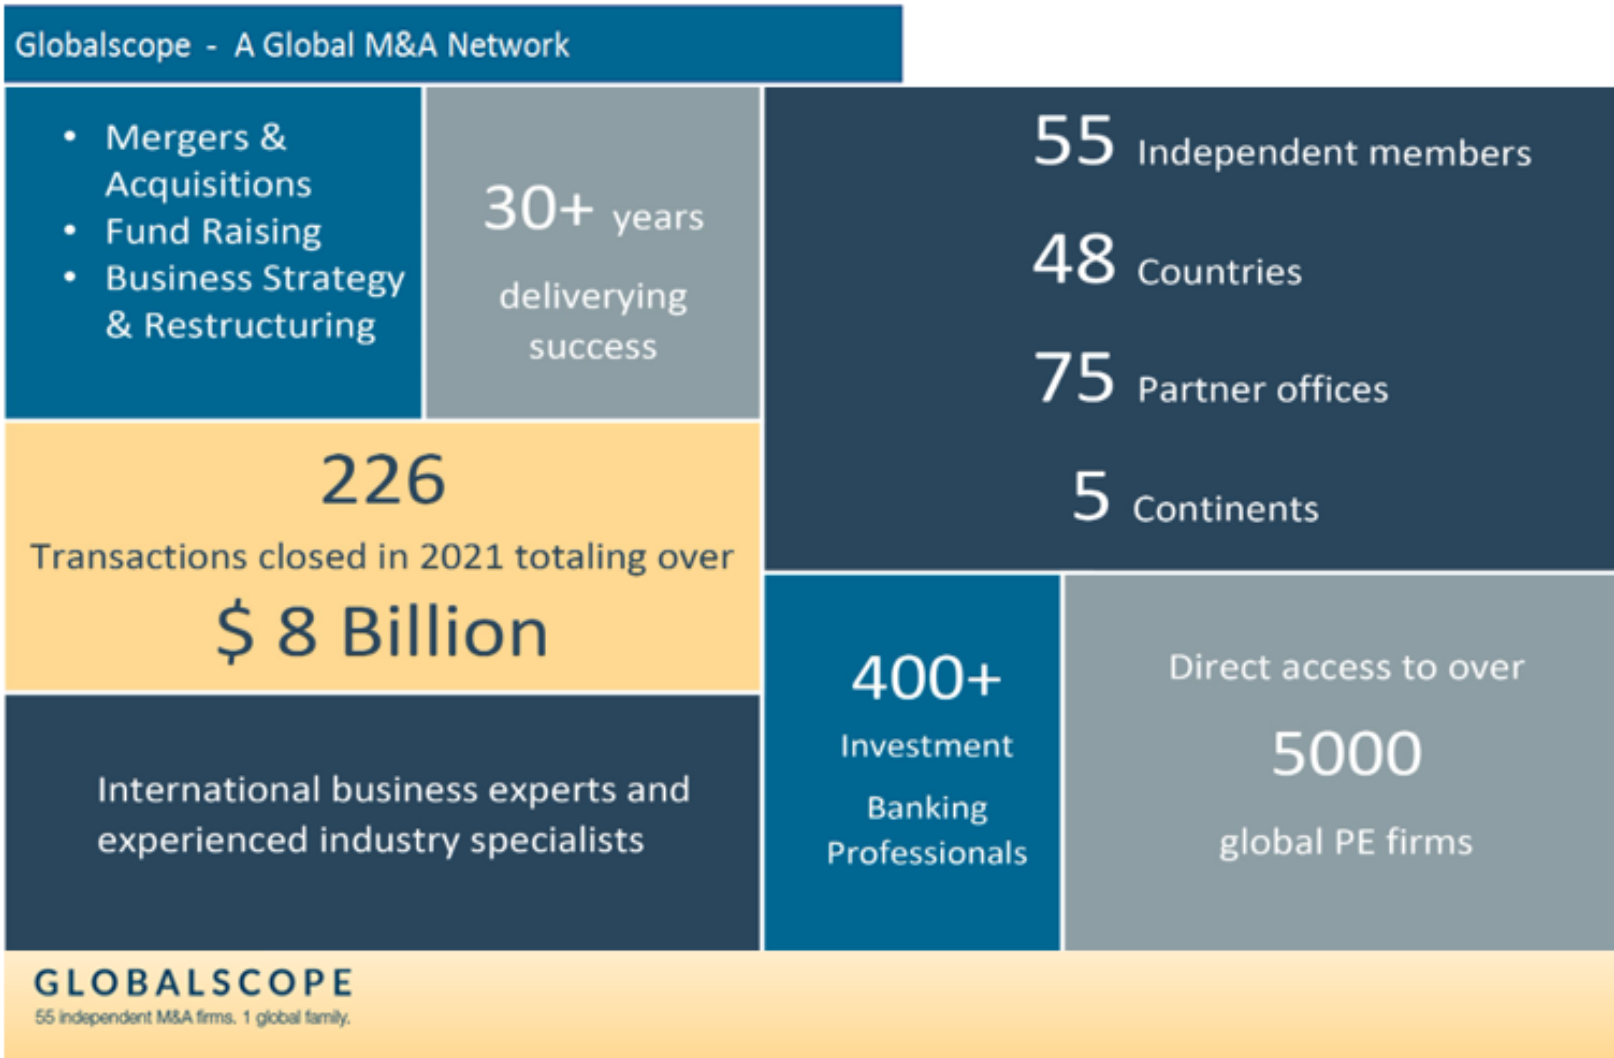 Globalscope - A Global M&A Network
• Mergers &
Acquisitions
• Fund Raising
• Business Strategy
& Restructuring
30+ years
deliverying
success
55 Independent members
48 Countries
75 Partner offices
5 Continents
226
Transactions closed in 2021 totaling over
$ 8 Billion
International business experts and
experienced industry specialists
400+
Investment
Banking
Professionals
Direct access to over
5000
global PE firms
GLOBALSCOPE
55 independent M&A firms. 1 global family.